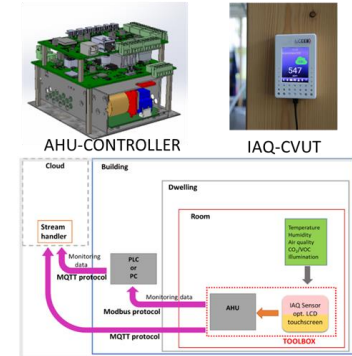 547
AHU-CONTROLLER
IAQ-CVUT
Cloud
Building
Dwelling
Room
Stream
handler
Monitoring
data
MQTT protocol
PLC
or
PC
Temperature
Humidity
Air quality
CO₂/VOC
Illumination
Monitoring data
Modbus protocol
AHU
IAQ Sensor
opt. LCD
touchscreen
MQTT protocol
TOOLBOX